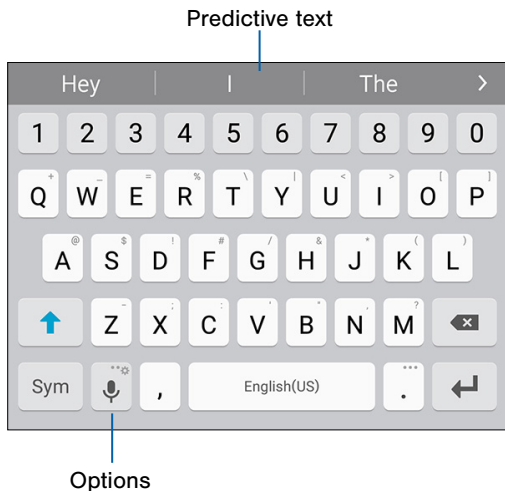 Predictive text
Hey I The >
1 2 3 4 5 6 7 8 9 0
+ _ = % \ | < > [ ]
Q W E R T Y U I O P
@ $ ! # / & * ( )
A S D F G H J K L
- ; : ' " , ?
Z X C V B N M
Sym , English(US) .
Options